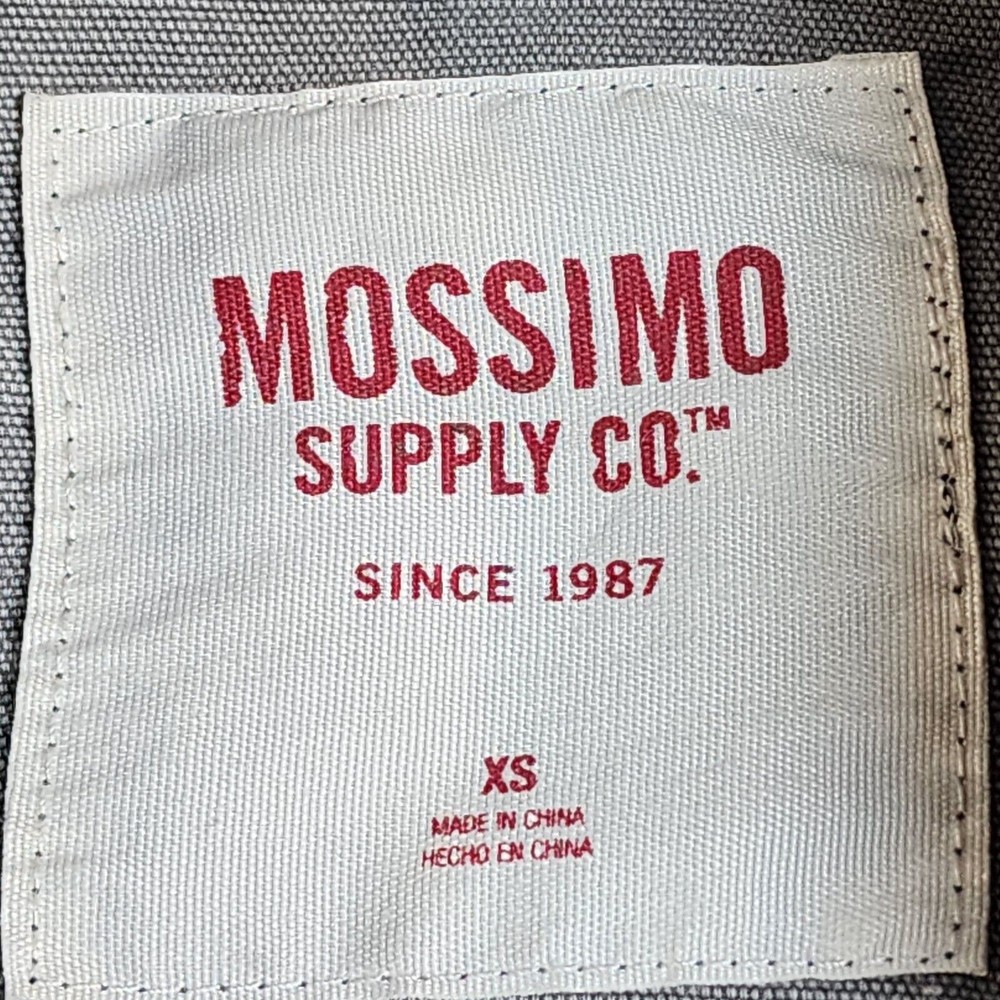 MOSSIMO
SUPPLY CO.™
SINCE 1987
XS
MADE IN CHINA
HECHO EN CHINA